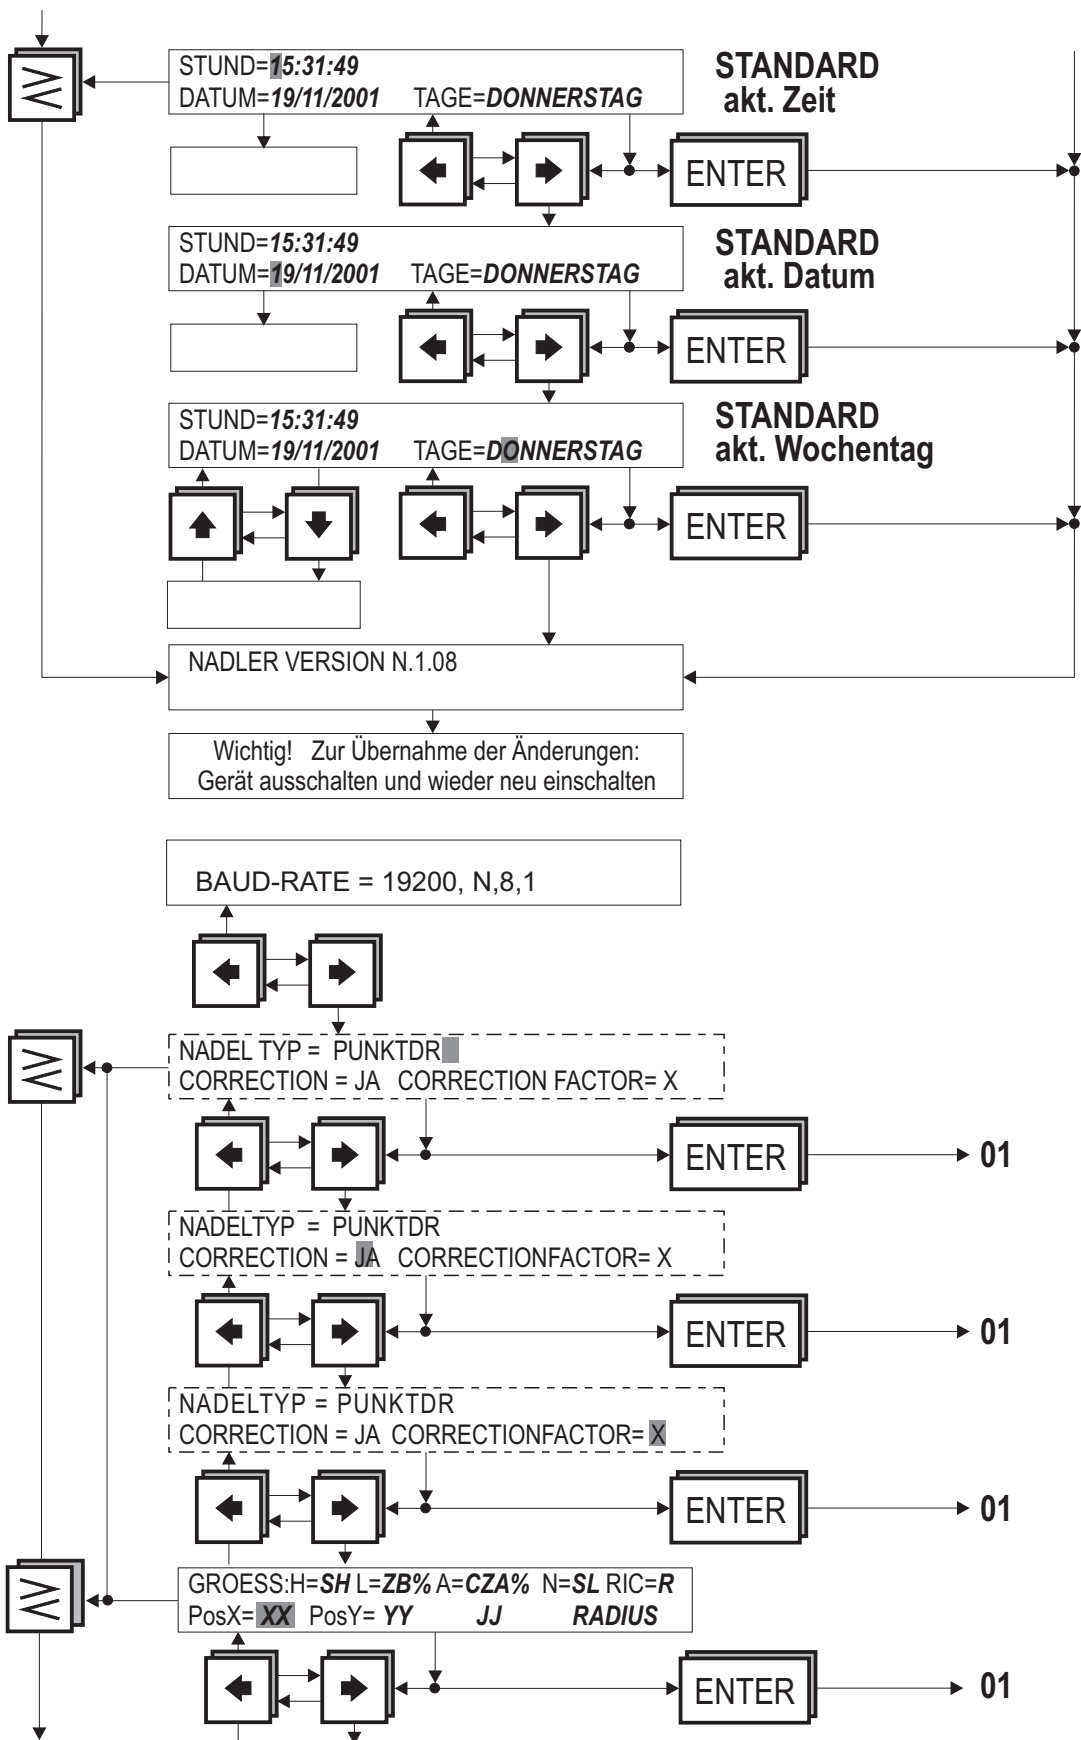 STUND=15:31:49
DATUM=19/11/2001 TAGE=DONNERSTAG
STANDARD
akt. Zeit
ENTER
STUND=15:31:49
DATUM=19/11/2001 TAGE=DONNERSTAG
STANDARD
akt. Datum
ENTER
STUND=15:31:49
DATUM=19/11/2001 TAGE=DONNERSTAG
STANDARD
akt. Wochentag
ENTER
NADLER VERSION N.1.08
Wichtig! Zur Übernahme der Änderungen:
Gerät ausschalten und wieder neu einschalten
BAUD-RATE = 19200, N,8,1
NADEL TYP = PUNKTDR
CORRECTION = JA CORRECTION FACTOR= X
ENTER
01
NADELTYP = PUNKTDR
CORRECTION = JA CORRECTIONFACTOR= X
ENTER
01
NADELTYP = PUNKTDR
CORRECTION = JA CORRECTIONFACTOR= X
ENTER
01
GROESS:H=SH L=ZB% A=CZA% N=SL RIC=R
PosX= XX PosY= YY JJ RADIUS
ENTER
01